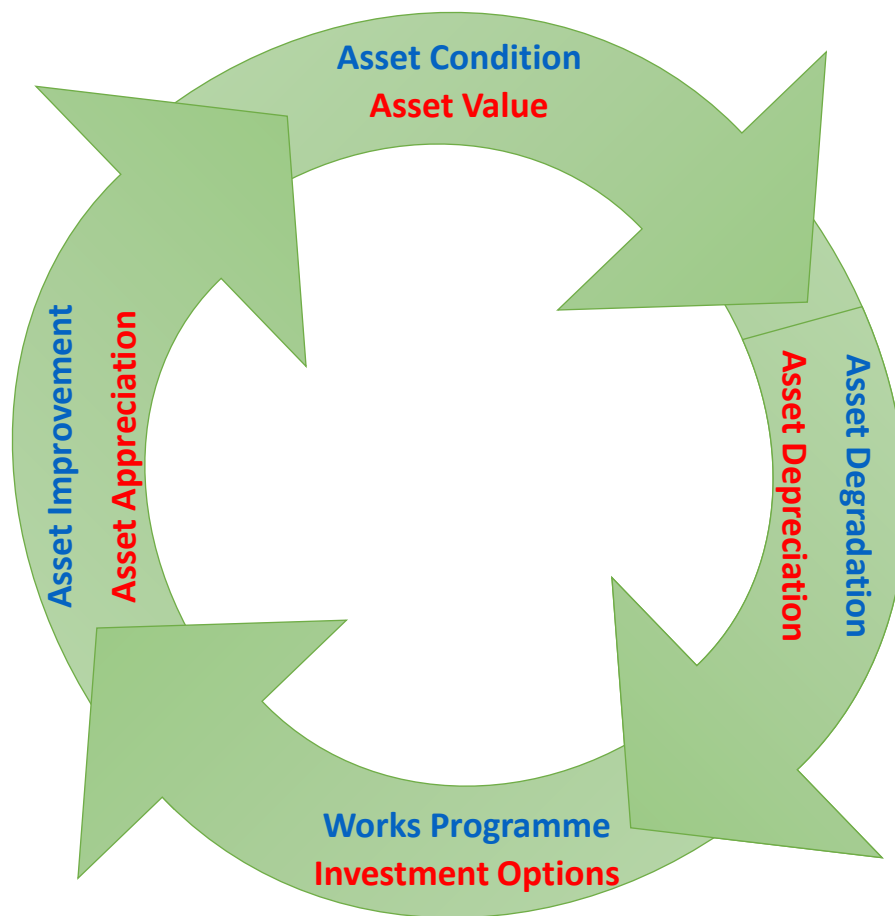 Asset Condition
Asset Value
Asset Degradation
Asset Depreciation
Works Programme
Investment Options
Asset Improvement
Asset Appreciation